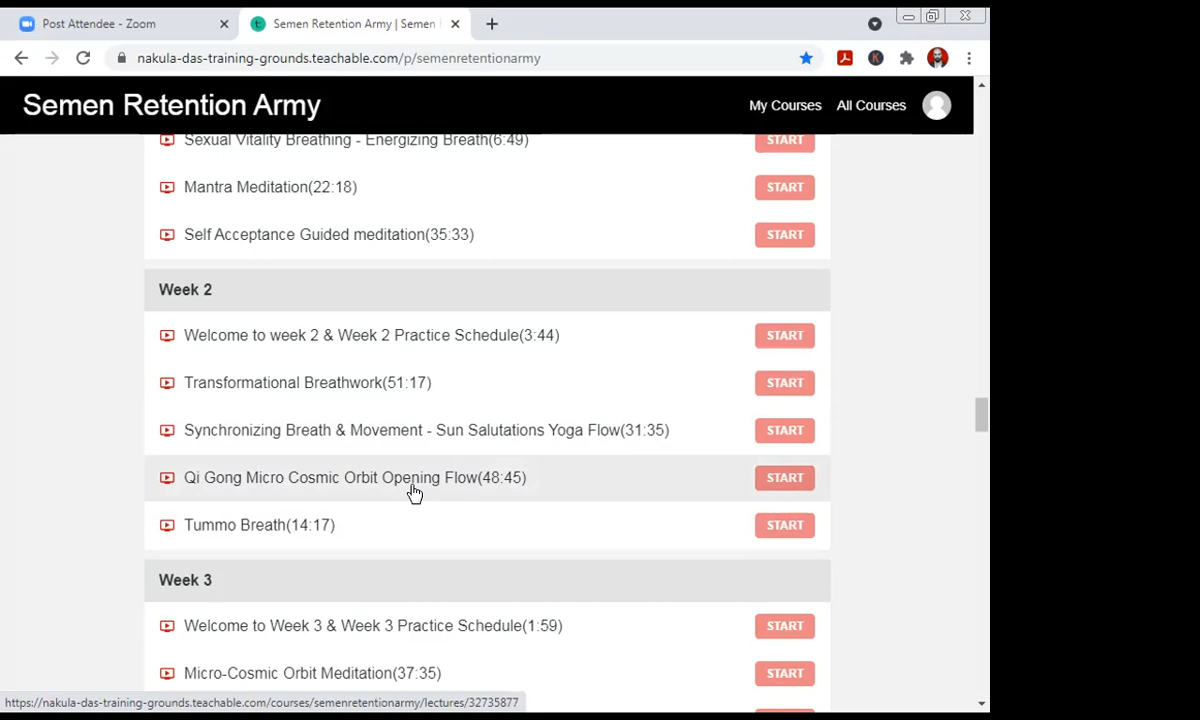 Post Attendee - Zoom
Semen Retention Army | Semen
nakula-das-training-grounds.teachable.com/p/semenretentionarmy
Semen Retention Army
My Courses
All Courses
Sexual Vitality Breathing - Energizing Breath(6:49)
START
Mantra Meditation(22:18)
START
Self Acceptance Guided meditation(35:33)
START
Week 2
Welcome to week 2 & Week 2 Practice Schedule(3:44)
START
Transformational Breathwork(51:17)
START
Synchronizing Breath & Movement - Sun Salutations Yoga Flow(31:35)
START
Qi Gong Micro Cosmic Orbit Opening Flow(48:45)
START
Tummo Breath(14:17)
START
Week 3
Welcome to Week 3 & Week 3 Practice Schedule(1:59)
START
Micro-Cosmic Orbit Meditation(37:35)
START
https://nakula-das-training-grounds.teachable.com/courses/semenretentionarmy/lectures/32735877